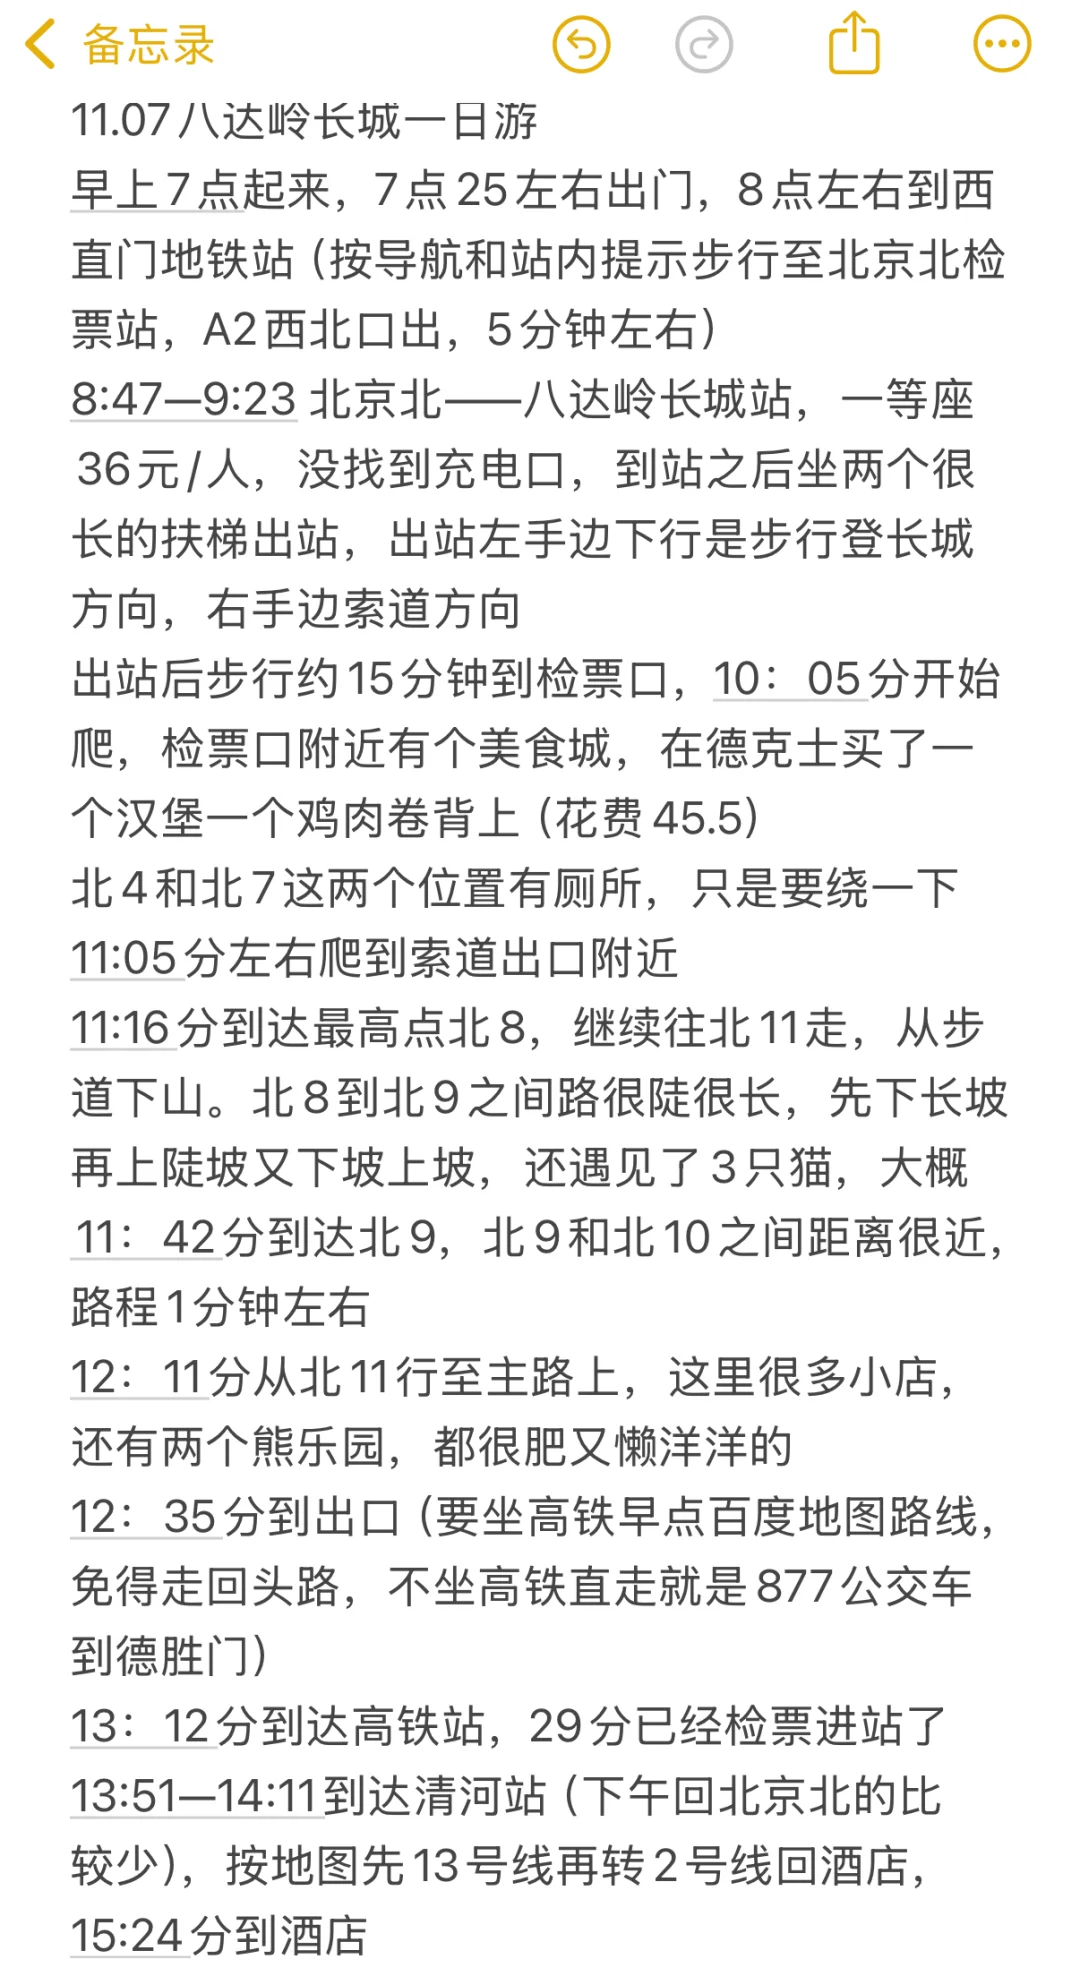 备忘录
11.07八达岭长城一日游
早上7点起来，7点25左右出门，8点左右到西
直门地铁站（按导航和站内提示步行至北京北检
票站，A2西北口出，5分钟左右）
8:47—9:23 北京北——八达岭长城站，一等座
36元/人，没找到充电口，到站之后坐两个很
长的扶梯出站，出站左手边下行是步行登长城
方向，右手边索道方向
出站后步行约15分钟到检票口，10：05分开始
爬，检票口附近有个美食城，在德克士买了一
个汉堡一个鸡肉卷背上（花费45.5）
北4和北7这两个位置有厕所，只是要绕一下
11:05分左右爬到索道出口附近
11:16分到达最高点北8，继续往北11走，从步
道下山。北8到北9之间路很陡很长，先下长坡
再上陡坡又下坡上坡，还遇见了3只猫，大概
11：42分到达北9，北9和北10之间距离很近，
路程1分钟左右
12：11分从北11行至主路上，这里很多小店，
还有两个熊乐园，都很肥又懒洋洋的
12：35分到出口（要坐高铁早点百度地图路线，
免得走回头路，不坐高铁直走就是877公交车
到德胜门）
13：12分到达高铁站，29分已经检票进站了
13:51—14:11到达清河站（下午回北京北的比
较少），按地图先13号线再转2号线回酒店，
15:24分到酒店